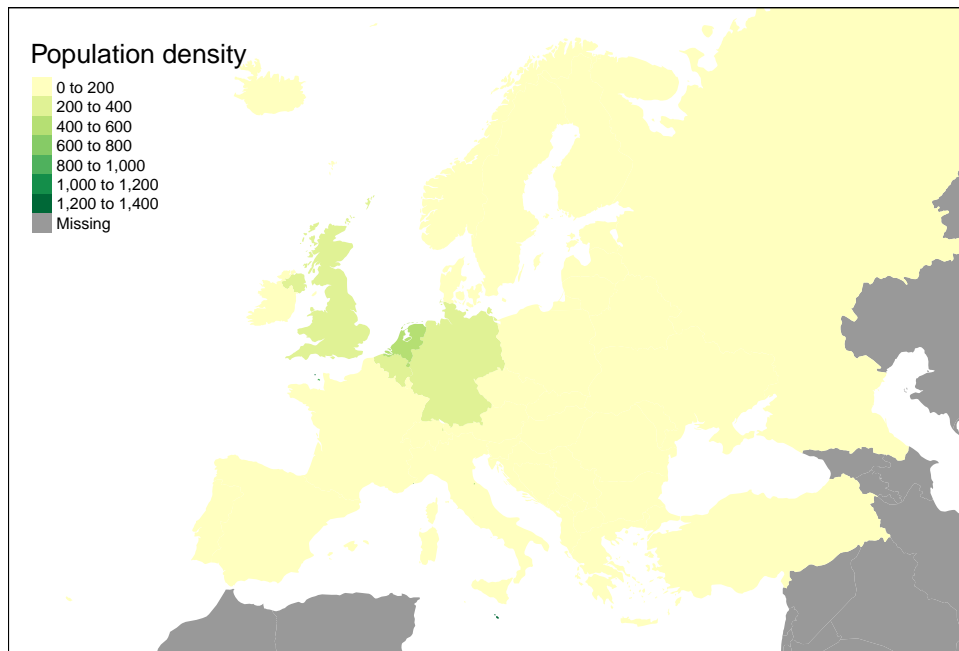 Population density
0 to 200
200 to 400
400 to 600
600 to 800
800 to 1,000
1,000 to 1,200
1,200 to 1,400
Missing